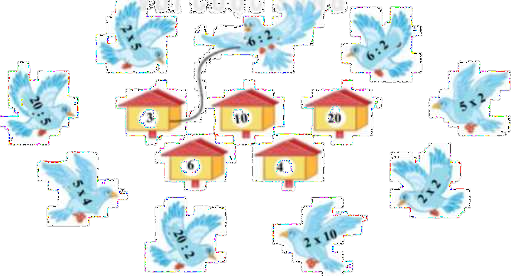 2 x 5
6 : 2
6 : 2
20 : 5
3
10
20
5 x 2
6
4
5 x 4
2 x 2
20 : 2
2 x 10